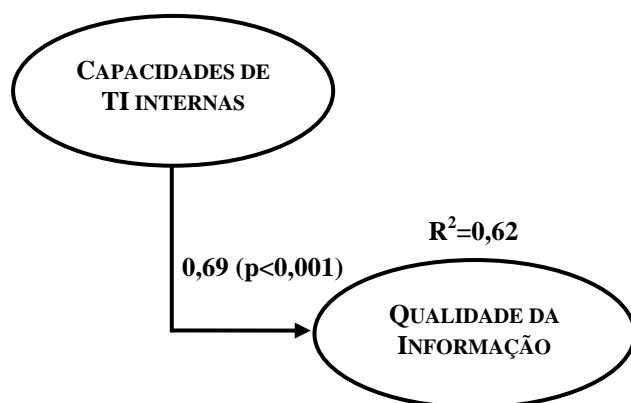 CAPACIDADES DE
TI INTERNAS
R²=0,62
0,69 (p<0,001)
QUALIDADE DA
INFORMAÇÃO